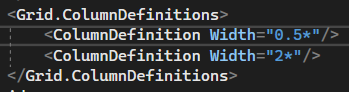 <Grid.ColumnDefinitions>
<ColumnDefinition Width="0.5*"/>
<ColumnDefinition Width="2*"/>
</Grid.ColumnDefinitions>